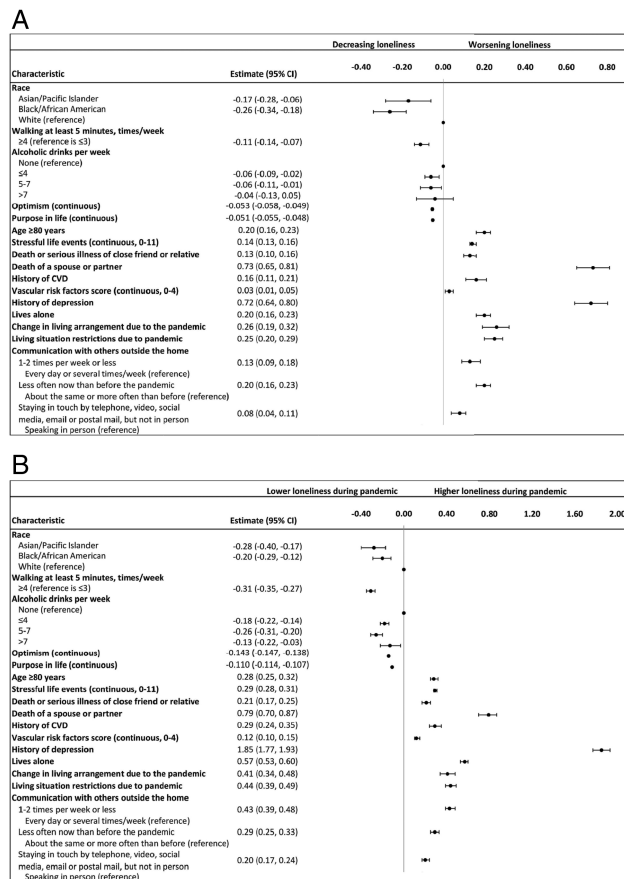 A
Decreasing loneliness Worsening loneliness
-0.40 -0.20 0.00 0.20 0.40 0.60 0.80
Characteristic Estimate (95% CI)
Race
Asian/Pacific Islander -0.17 (-0.28, -0.06)
Black/African American -0.26 (-0.34, -0.18)
White (reference)
Walking at least 5 minutes, times/week
≥4 (reference is ≤3) -0.11 (-0.14, -0.07)
Alcoholic drinks per week
None (reference)
≤4 -0.06 (-0.09, -0.02)
5-7 -0.06 (-0.11, -0.01)
>7 -0.04 (-0.13, 0.05)
Optimism (continuous) -0.053 (-0.058, -0.049)
Purpose in life (continuous) -0.051 (-0.055, -0.048)
Age ≥80 years 0.20 (0.16, 0.23)
Stressful life events (continuous, 0-11) 0.14 (0.13, 0.16)
Death or serious illness of close friend or relative 0.13 (0.10, 0.16)
Death of a spouse or partner 0.73 (0.65, 0.81)
History of CVD 0.16 (0.11, 0.21)
Vascular risk factors score (continuous, 0-4) 0.03 (0.01, 0.05)
History of depression 0.72 (0.64, 0.80)
Lives alone 0.20 (0.16, 0.23)
Change in living arrangement due to the pandemic 0.26 (0.19, 0.32)
Living situation restrictions due to pandemic 0.25 (0.20, 0.29)
Communication with others outside the home
1-2 times per week or less 0.13 (0.09, 0.18)
Every day or several times/week (reference)
Less often now than before the pandemic 0.20 (0.16, 0.23)
About the same or more often than before (reference)
Staying in touch by telephone, video, social
media, email or postal mail, but not in person 0.08 (0.04, 0.11)
Speaking in person (reference)
B
Lower loneliness during pandemic Higher loneliness during pandemic
-0.40 0.00 0.40 0.80 1.20 1.60 2.00
Characteristic Estimate (95% CI)
Race
Asian/Pacific Islander -0.28 (-0.40, -0.17)
Black/African American -0.20 (-0.29, -0.12)
White (reference)
Walking at least 5 minutes, times/week
≥4 (reference is ≤3) -0.31 (-0.35, -0.27)
Alcoholic drinks per week
None (reference)
≤4 -0.18 (-0.22, -0.14)
5-7 -0.26 (-0.31, -0.20)
>7 -0.13 (-0.22, -0.03)
Optimism (continuous) -0.143 (-0.147, -0.138)
Purpose in life (continuous) -0.110 (-0.114, -0.107)
Age ≥80 years 0.28 (0.25, 0.32)
Stressful life events (continuous, 0-11) 0.29 (0.28, 0.31)
Death or serious illness of close friend or relative 0.21 (0.17, 0.25)
Death of a spouse or partner 0.79 (0.70, 0.87)
History of CVD 0.29 (0.24, 0.35)
Vascular risk factors score (continuous, 0-4) 0.12 (0.10, 0.15)
History of depression 1.85 (1.77, 1.93)
Lives alone 0.57 (0.53, 0.60)
Change in living arrangement due to the pandemic 0.41 (0.34, 0.48)
Living situation restrictions due to pandemic 0.44 (0.39, 0.49)
Communication with others outside the home
1-2 times per week or less 0.43 (0.39, 0.48)
Every day or several times/week (reference)
Less often now than before the pandemic 0.29 (0.25, 0.33)
About the same or more often than before (reference)
Staying in touch by telephone, video, social
media, email or postal mail, but not in person 0.20 (0.17, 0.24)
Speaking in person (reference)